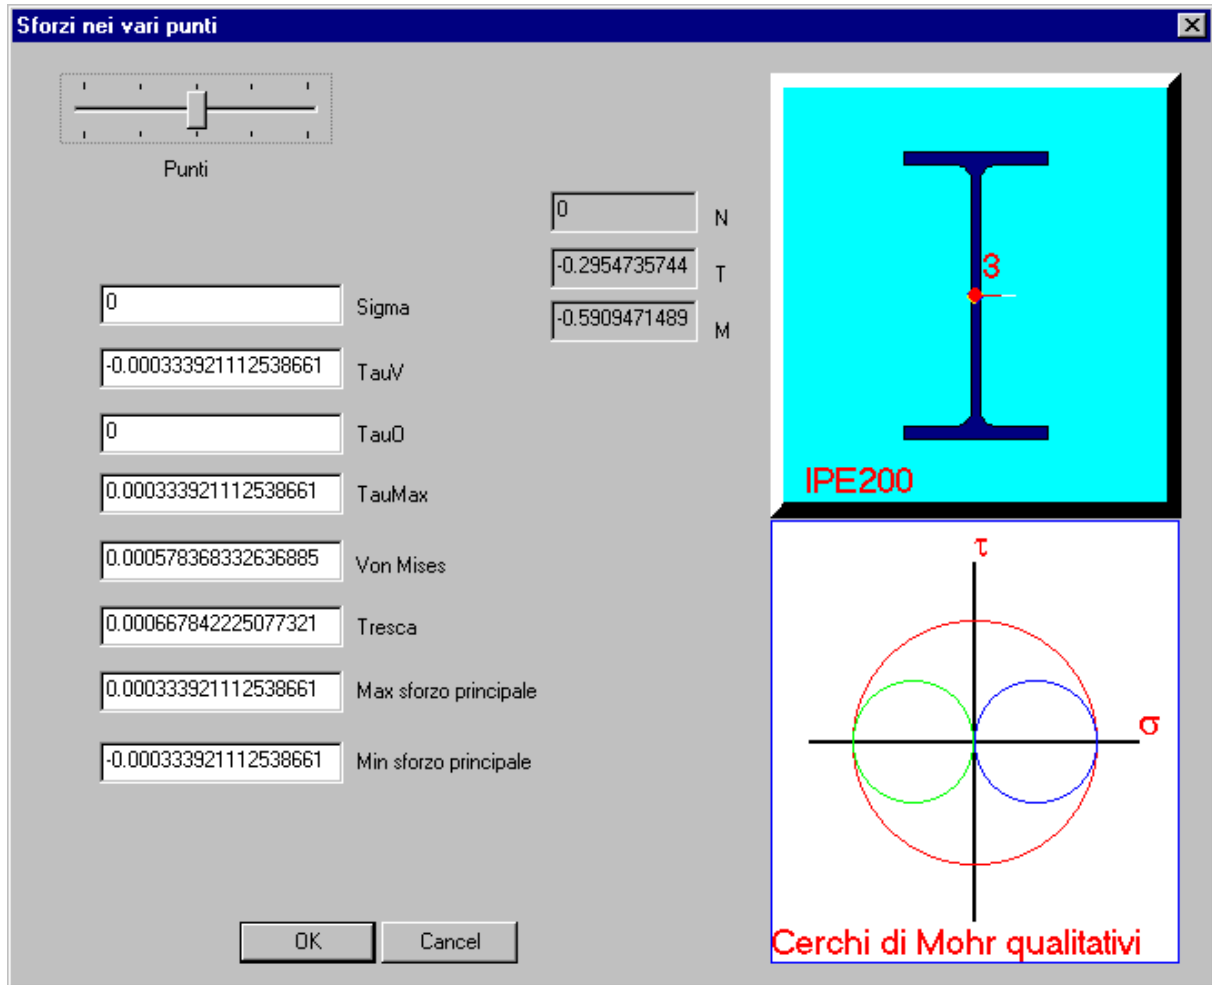 Sforzi nei vari punti
Punti
0 N
-0.2954735744 T
-0.5909471489 M
0 Sigma
-0.000333921112538661 TauV
0 TauO
0.000333921112538661 TauMax
0.000578368332636885 Von Mises
0.000667842225077321 Tresca
0.000333921112538661 Max sforzo principale
-0.000333921112538661 Min sforzo principale
OK Cancel
3
IPE200
τ
σ
Cerchi di Mohr qualitativi